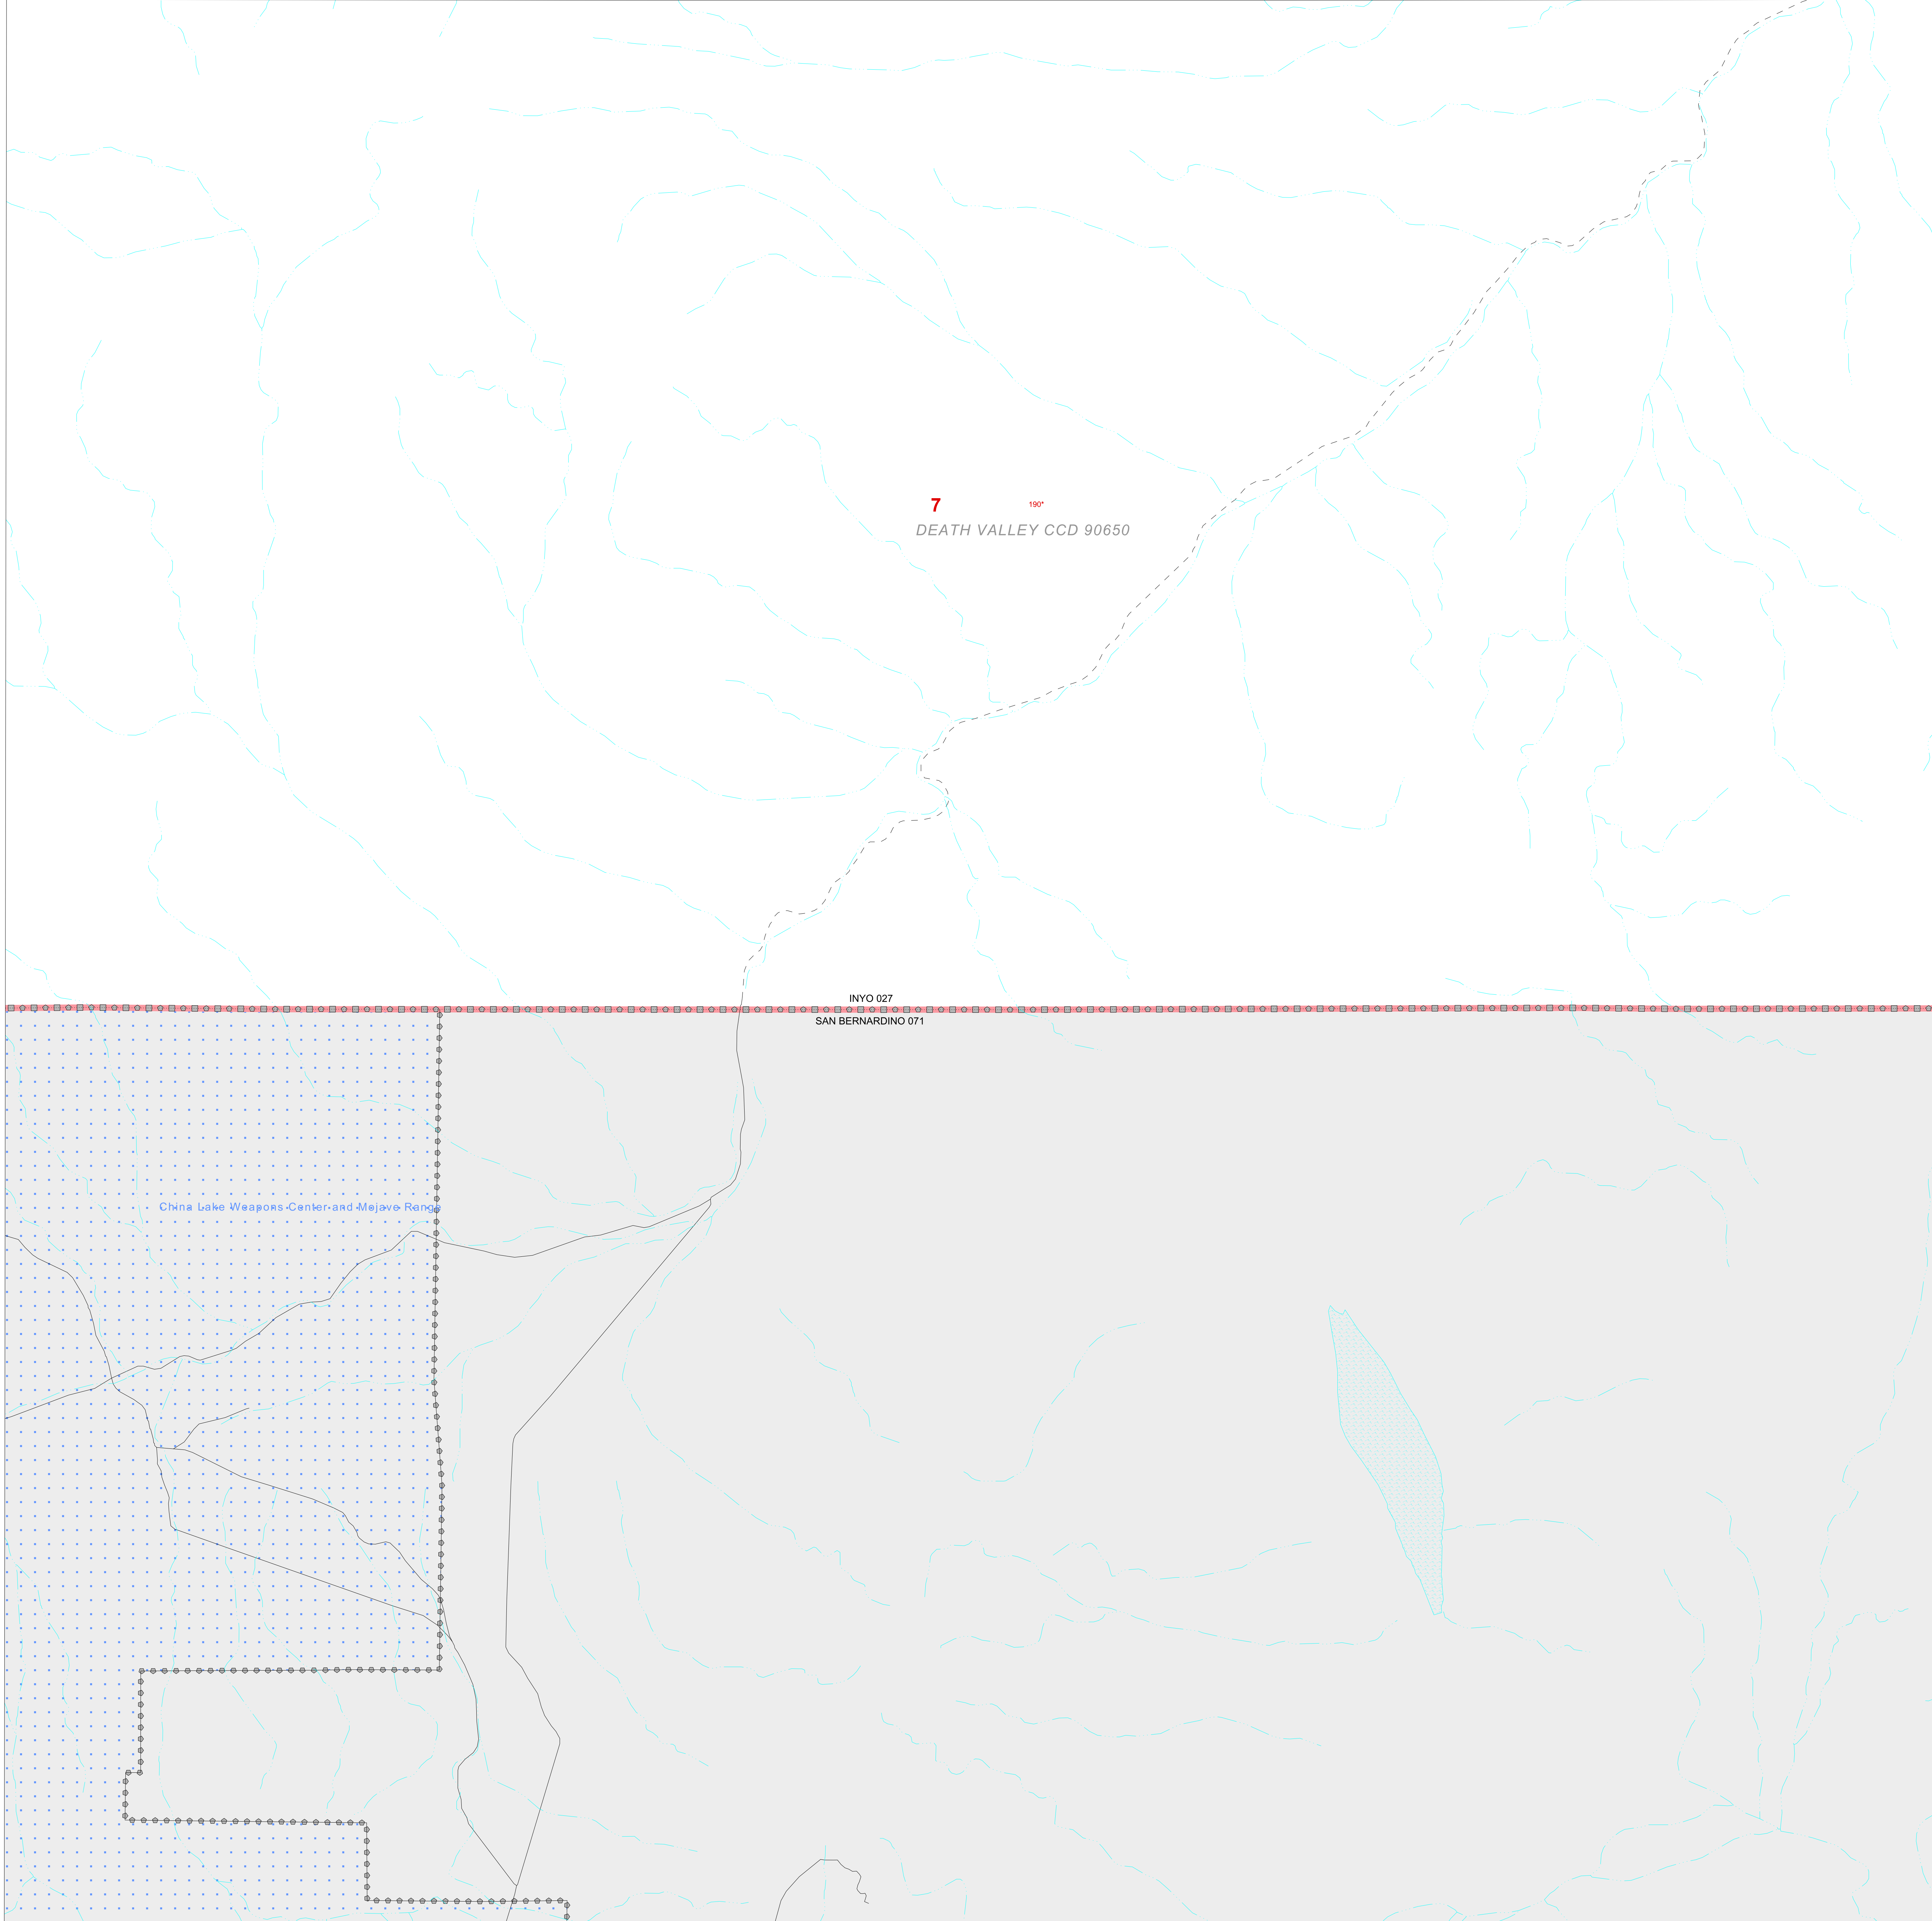 7 190*
DEATH VALLEY CCD 90650
INYO 027
SAN BERNARDINO 071
China Lake Weapons Center and Mojave Range